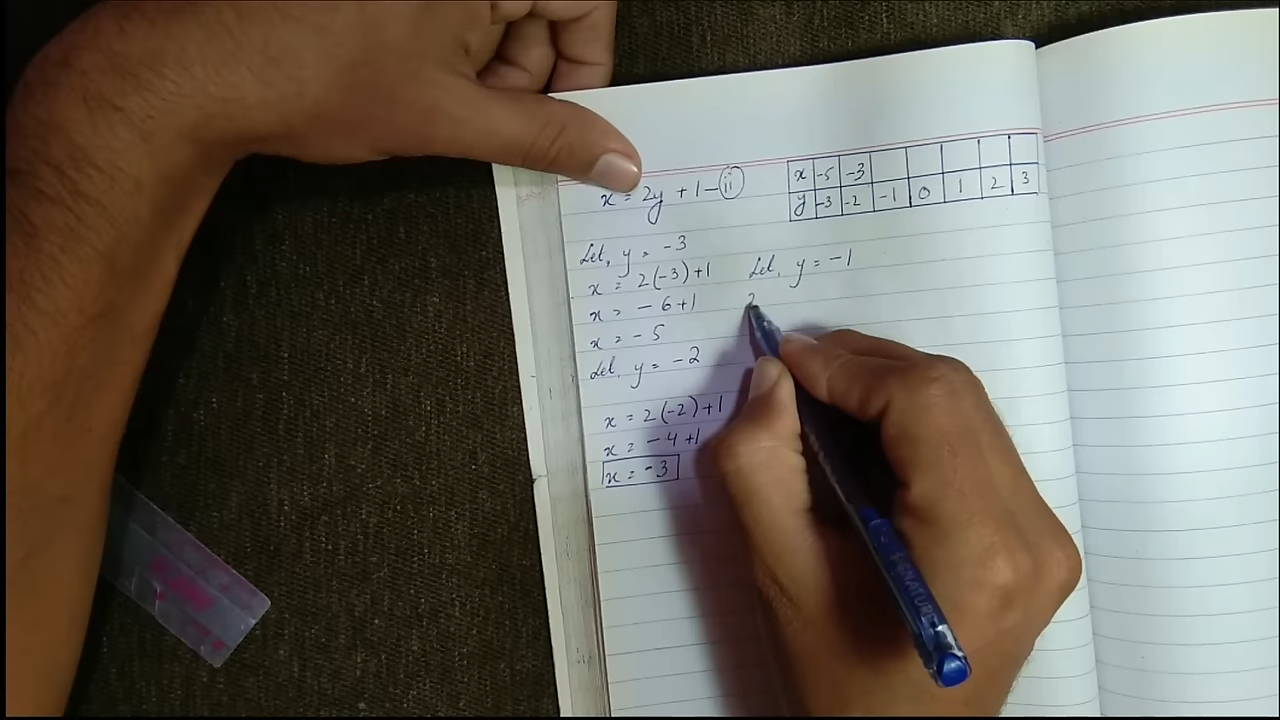 x = 2y + 1 - (ii)
x -5 -3
y -3 -2 -1 0 1 2 3
Let, y = -3
x = 2(-3)+1
x = -6+1
x = -5
Let, y = -2
x = 2(-2)+1
x = -4+1
x = -3
Let, y = -1
SIGNATURE